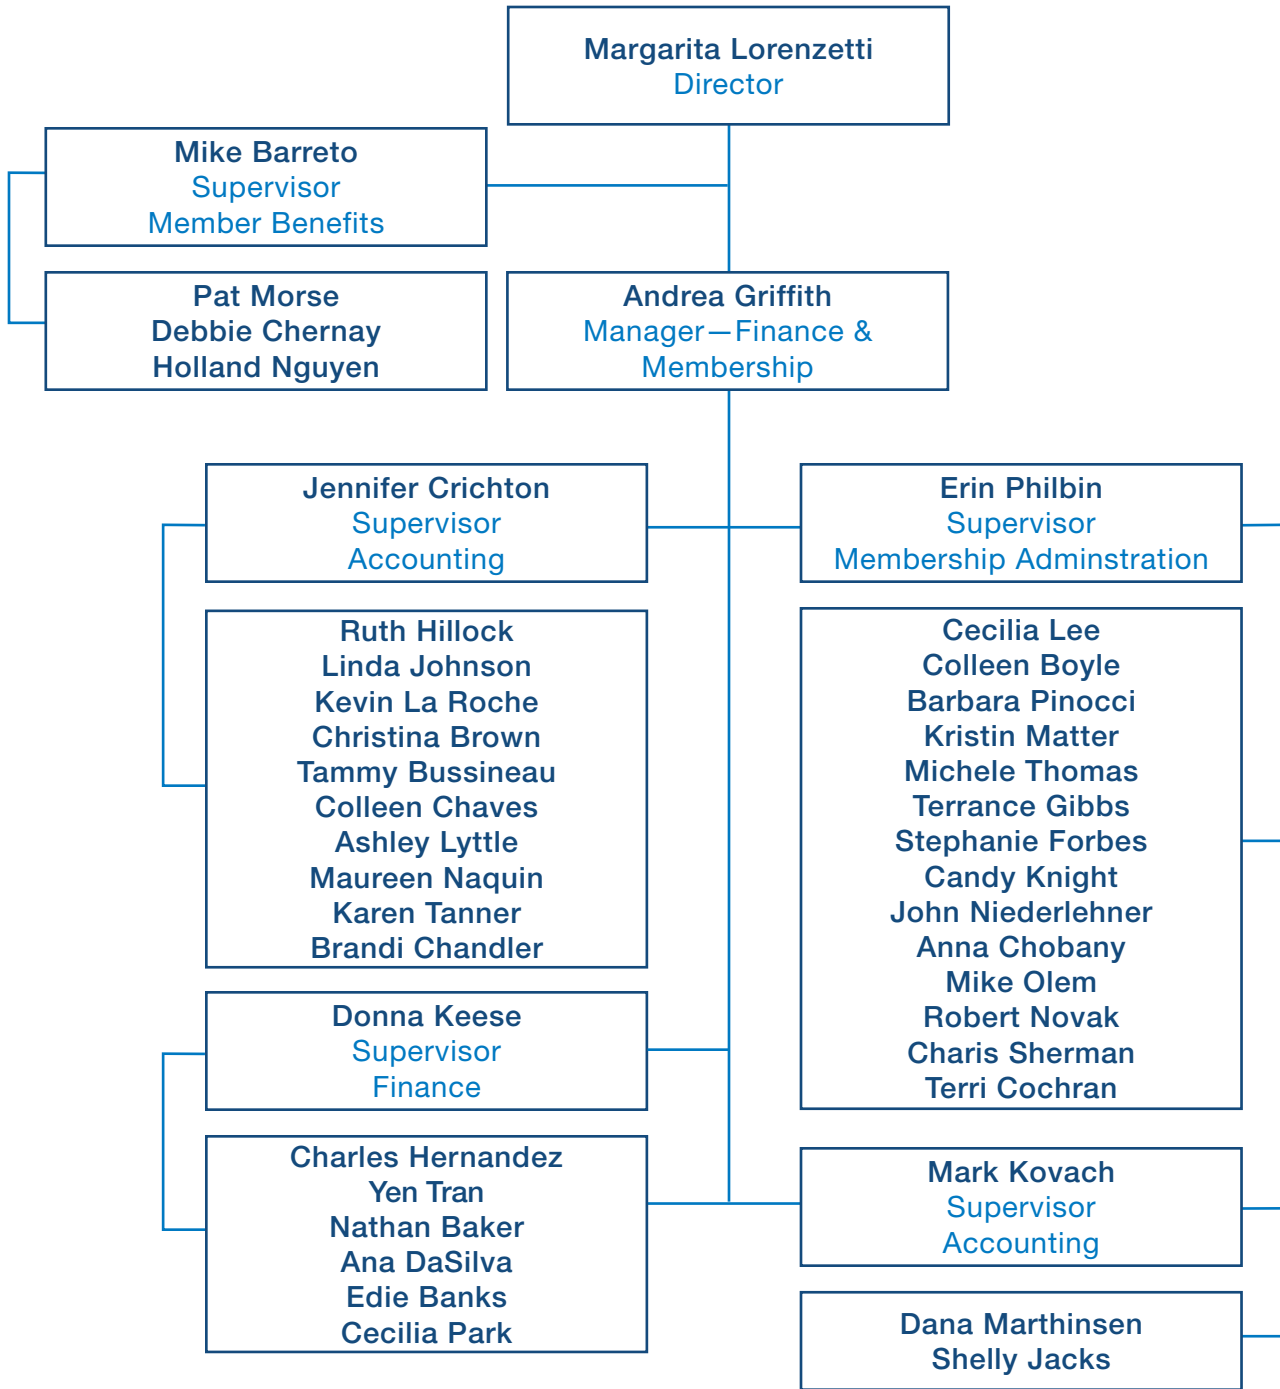 Margarita Lorenzetti
Director
Mike Barreto
Supervisor
Member Benefits
Pat Morse
Debbie Chernay
Holland Nguyen
Andrea Griffith
Manager—Finance &
Membership
Jennifer Crichton
Supervisor
Accounting
Erin Philbin
Supervisor
Membership Adminstration
Ruth Hillock
Linda Johnson
Kevin La Roche
Christina Brown
Tammy Bussineau
Colleen Chaves
Ashley Lyttle
Maureen Naquin
Karen Tanner
Brandi Chandler
Cecilia Lee
Colleen Boyle
Barbara Pinocci
Kristin Matter
Michele Thomas
Terrance Gibbs
Stephanie Forbes
Candy Knight
John Niederlehner
Anna Chobany
Mike Olem
Robert Novak
Charis Sherman
Terri Cochran
Donna Keese
Supervisor
Finance
Charles Hernandez
Yen Tran
Nathan Baker
Ana DaSilva
Edie Banks
Cecilia Park
Mark Kovach
Supervisor
Accounting
Dana Marthinsen
Shelly Jacks